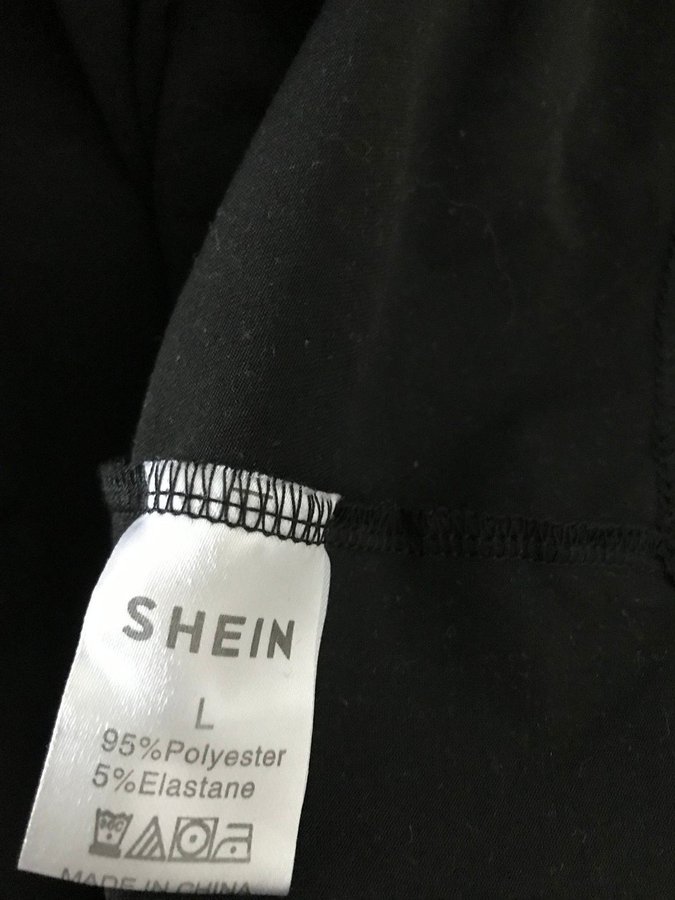 SHEIN
L
95%Polyester
5%Elastane
MADE IN CHINA